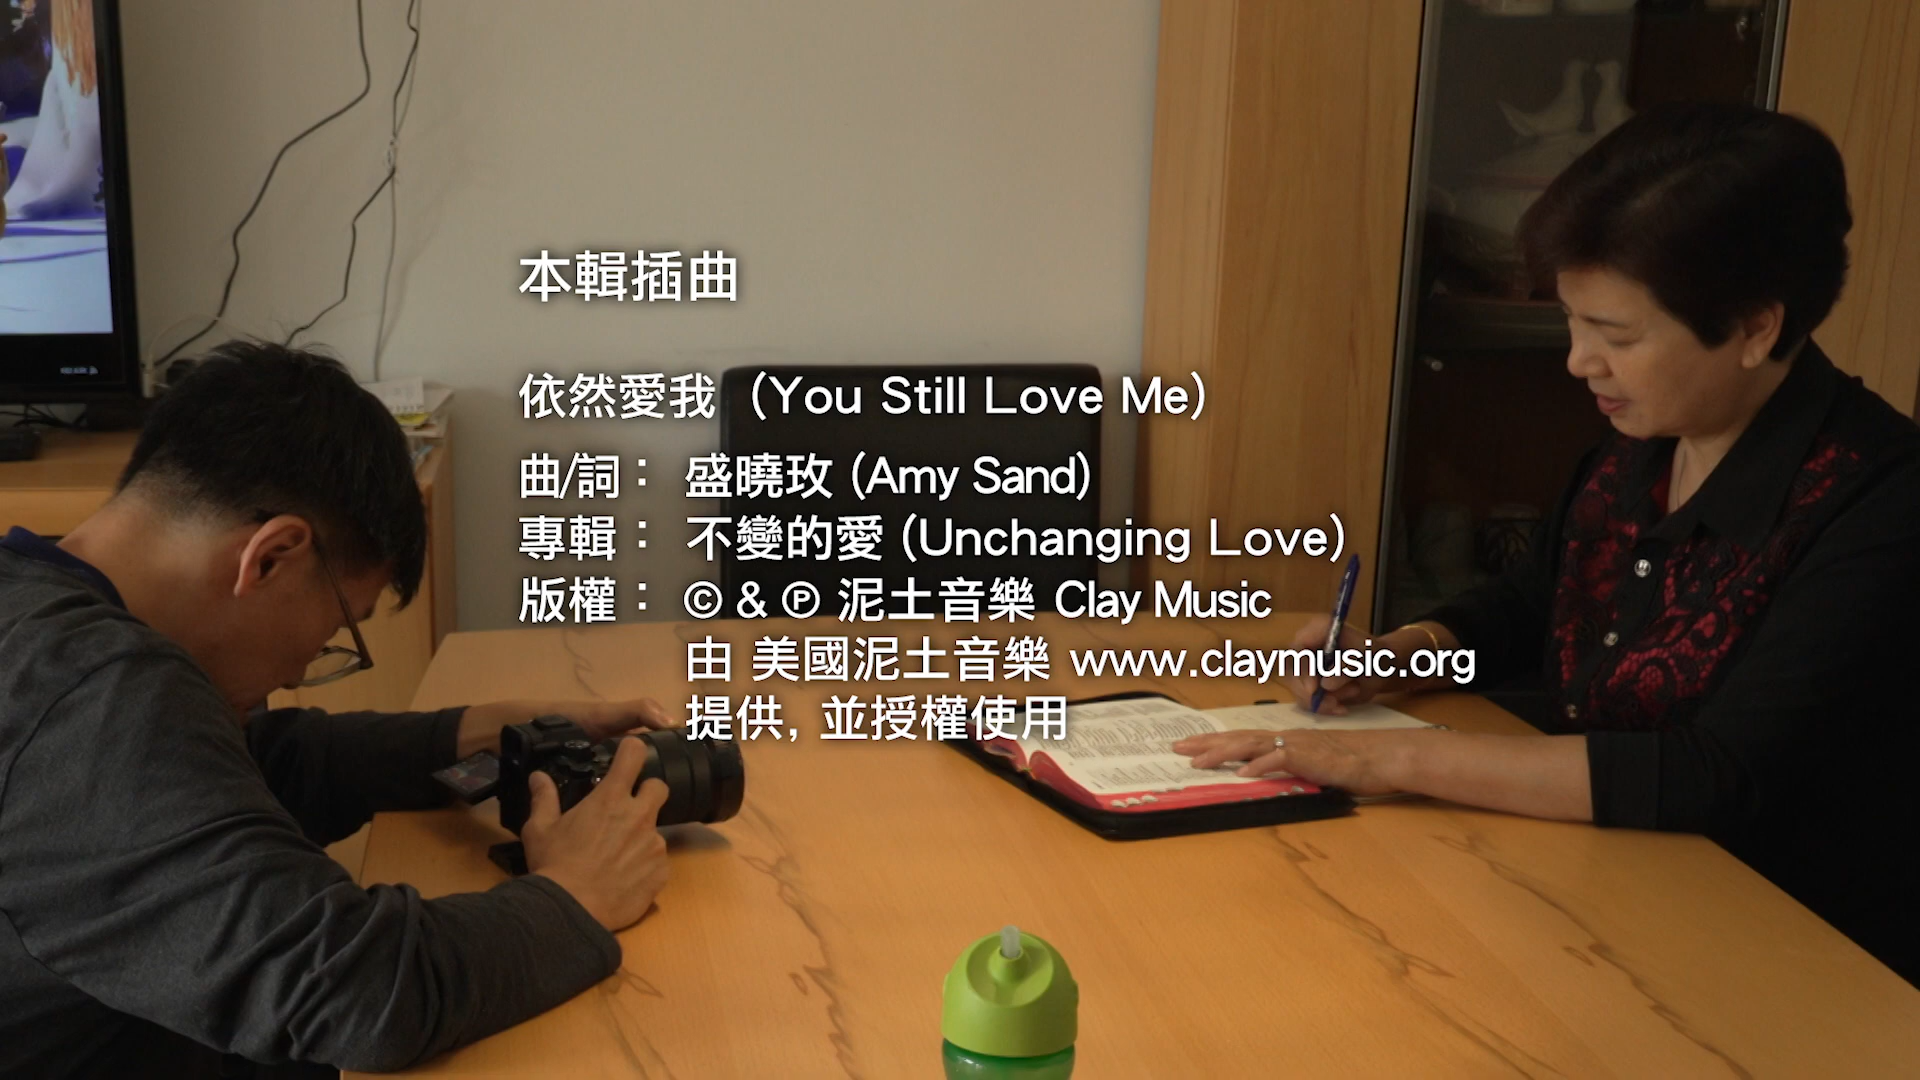 本輯插曲
依然愛我 (You Still Love Me)
曲/詞： 盛曉玫 (Amy Sand)
專輯： 不變的愛 (Unchanging Love)
版權： © & ℗ 泥土音樂 Clay Music
由 美國泥土音樂 www.claymusic.org
提供, 並授權使用